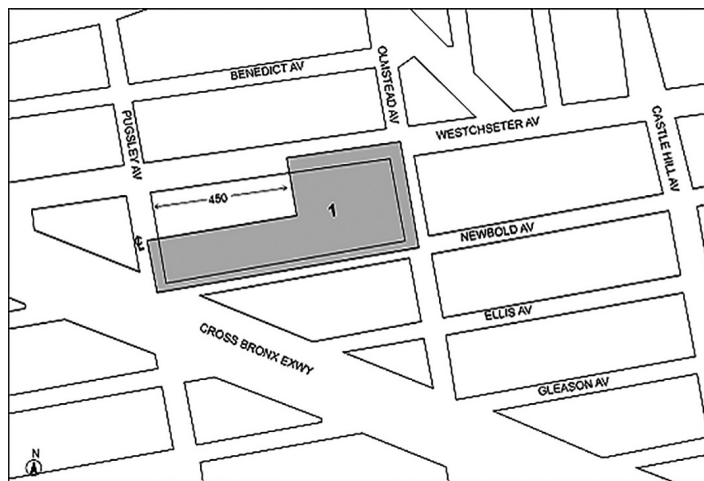 BENEDICT AV
OLMSTEAD AV
PUGSLEY AV
WESTCHSETER AV
CASTLE HILL AV
450
1
NEWBOLD AV
℄
ELLIS AV
CROSS BRONX EXWY
GLEASON AV
N